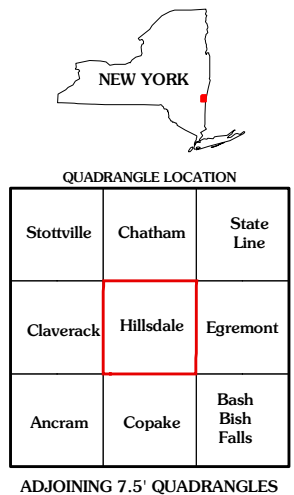 NEW YORK
QUADRANGLE LOCATION
Stottville
Chatham
State
Line
Claverack
Hillsdale
Egremont
Ancram
Copake
Bash
Bish
Falls
ADJOINING 7.5' QUADRANGLES